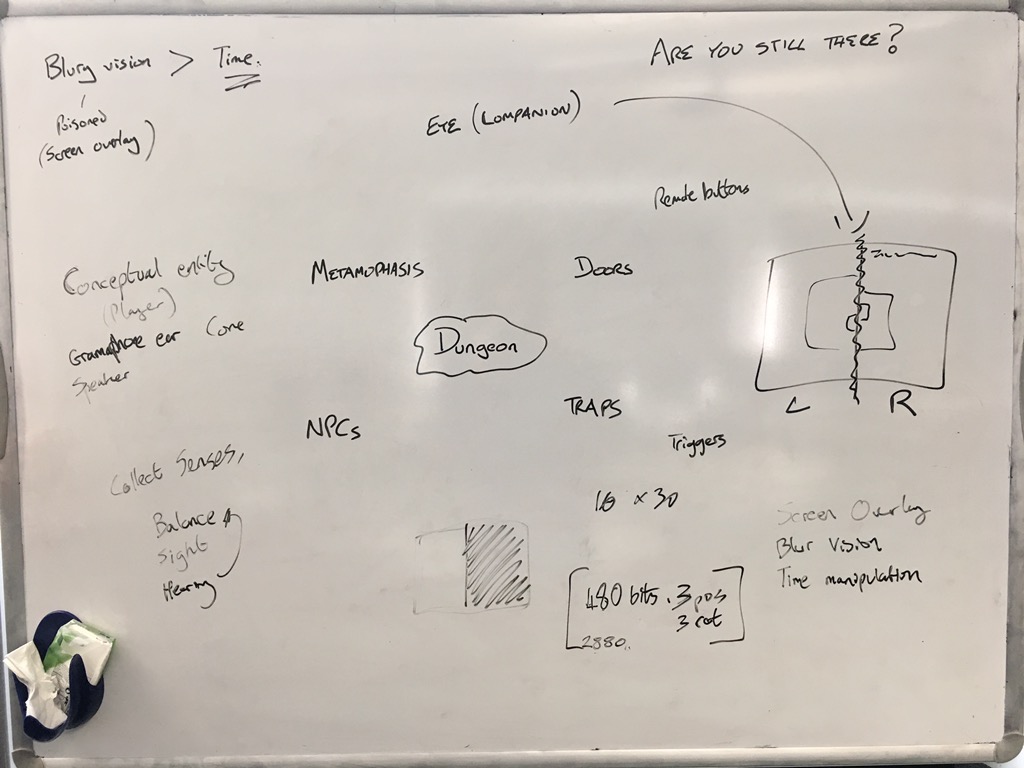 Blury vision > Time.
Poisoned
(Screen overlay)
ARE YOU STILL THERE?
EYE (COMPANION)
Remote buttons
Conceptual entity
(Player)
Gramophone ear Cone
Speaker
METAMOPHASIS
DOORS
Dungeon
L R
NPCs
TRAPS
Triggers
Collect Senses,
Balance
Sight
Hearing
16 x 30
480 bits . 3 pos
3 rot
2880..
Screen Overlay
Blur Vision
Time manipulation